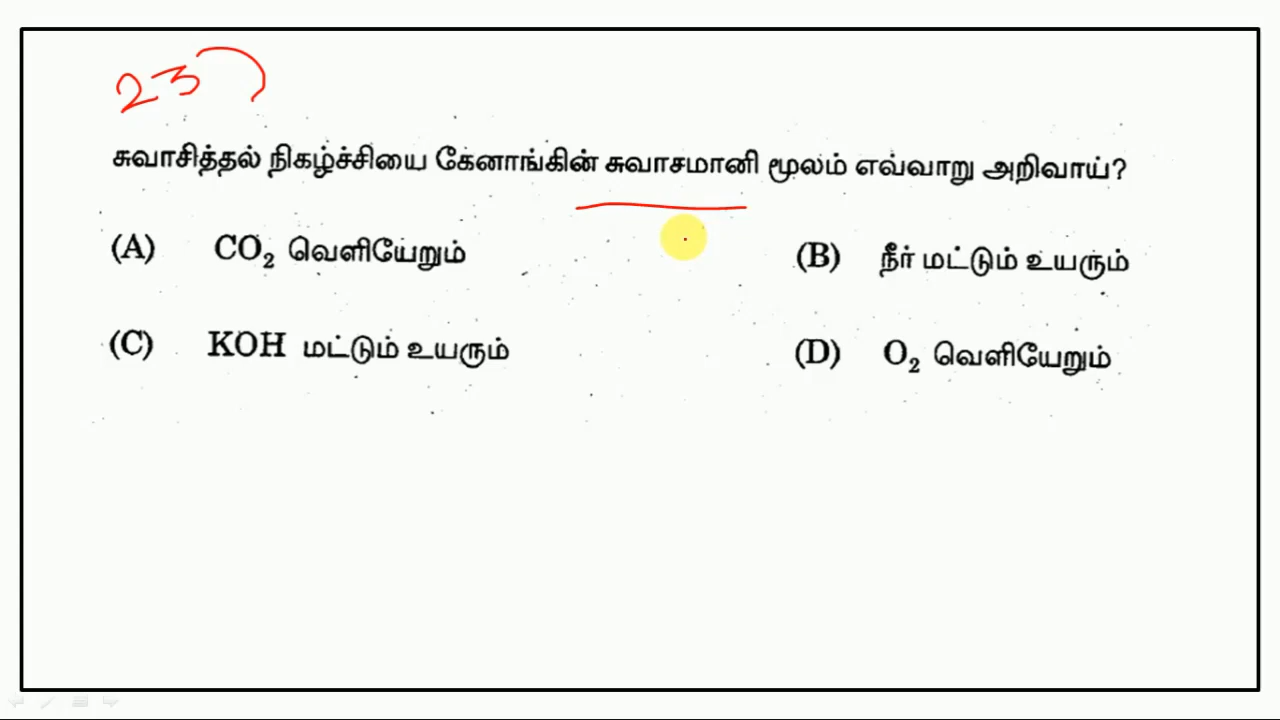 23)
சுவாசித்தல் நிகழ்ச்சியை கேனாங்கின் சுவாசமானி மூலம் எவ்வாறு அறிவாய்?
(A) CO₂ வெளியேறும் (B) நீர் மட்டும் உயரும்
(C) KOH மட்டும் உயரும் (D) O₂ வெளியேறும்